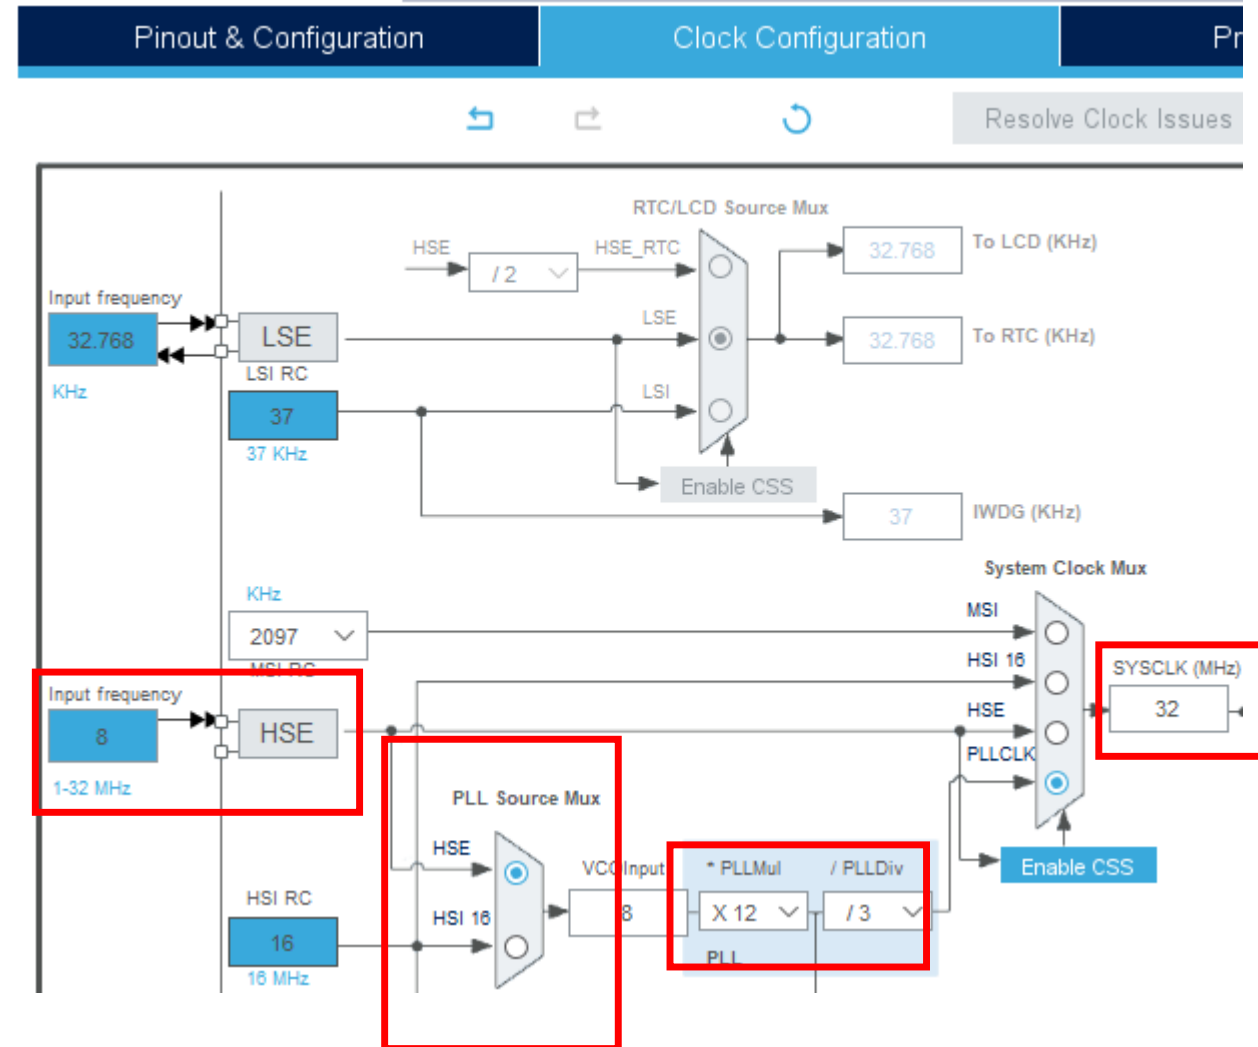 Pinout & Configuration
Clock Configuration
Pr
Resolve Clock Issues
RTC/LCD Source Mux
HSE
/ 2
HSE_RTC
32.768
To LCD (KHz)
Input frequency
32.768
KHz
LSE
LSE
32.768
To RTC (KHz)
LSI RC
37
37 KHz
LSI
Enable CSS
37
IWDG (KHz)
System Clock Mux
KHz
2097
MSI RC
MSI
HSI 16
HSE
PLLCLK
SYSCLK (MHz)
32
Input frequency
8
1-32 MHz
HSE
PLL Source Mux
HSE
HSI 16
VCOInput
8
* PLLMul
/ PLLDiv
X 12
/ 3
PLL
Enable CSS
HSI RC
16
16 MHz